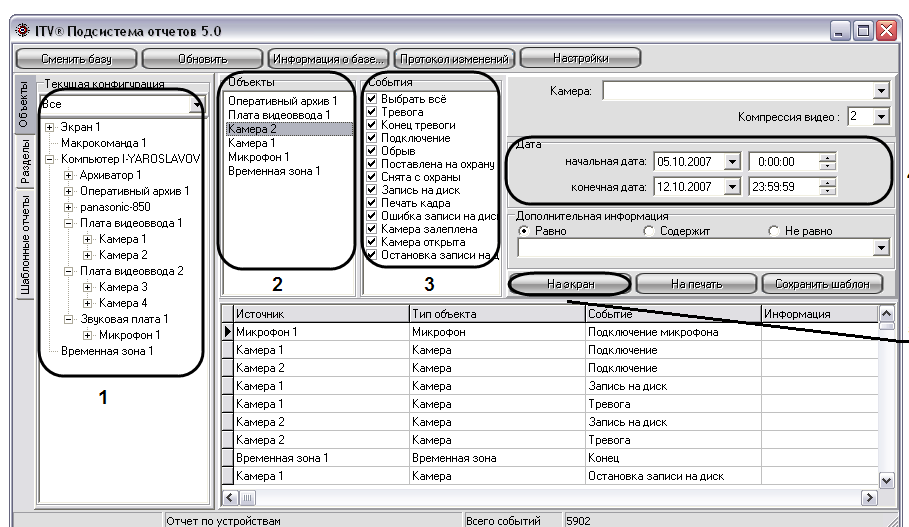 ITV® Подсистема отчетов 5.0
Сменить базу
Обновить
Информация о базе...
Протокол изменений
Настройки
Объекты
Разделы
Шаблонные отчеты
Текущая конфигурация
Все
Экран 1
Макрокоманда 1
Компьютер I-YAROSLAVOV
Архиватор 1
Оперативный архив 1
panasonic-850
Плата видеоввода 1
Камера 1
Камера 2
Плата видеоввода 2
Камера 3
Камера 4
Звуковая плата 1
Микрофон 1
Временная зона 1
1
Объекты
Оперативный архив 1
Плата видеоввода 1
Камера 2
Камера 1
Микрофон 1
Временная зона 1
2
События
Выбрать всё
Тревога
Конец тревоги
Подключение
Обрыв
Поставлена на охрану
Снята с охраны
Запись на диск
Печать кадра
Ошибка записи на дис
Камера залеплена
Камера открыта
Остановка записи на д
3
Камера:
Компрессия видео : 2
Дата
начальная дата: 05.10.2007 0:00:00
конечная дата: 12.10.2007 23:59:59
Дополнительная информация
Равно Содержит Не равно
На экран На печать Сохранить шаблон
Источник Тип объекта Событие Информация
Микрофон 1 Микрофон Подключение микрофона
Камера 1 Камера Подключение
Камера 2 Камера Подключение
Камера 1 Камера Запись на диск
Камера 1 Камера Тревога
Камера 2 Камера Запись на диск
Камера 2 Камера Тревога
Временная зона 1 Временная зона Конец
Камера 1 Камера Остановка записи на диск
Отчет по устройствам Всего событий 5902